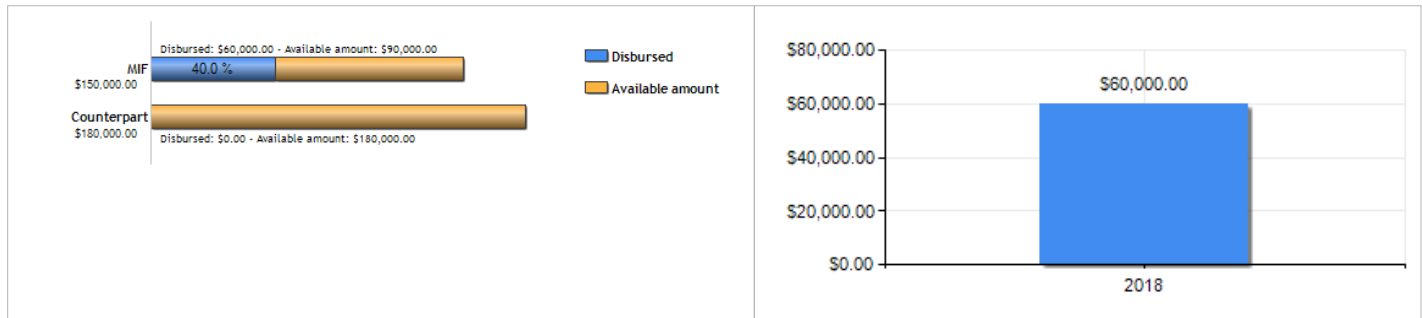 Disbursed: $60,000.00 - Available amount: $90,000.00
MIF
40.0 %
$150,000.00
Counterpart
$180,000.00
Disbursed: $0.00 - Available amount: $180,000.00
Disbursed
Available amount
$80,000.00
$60,000.00
$60,000.00
$40,000.00
$20,000.00
$0.00
2018